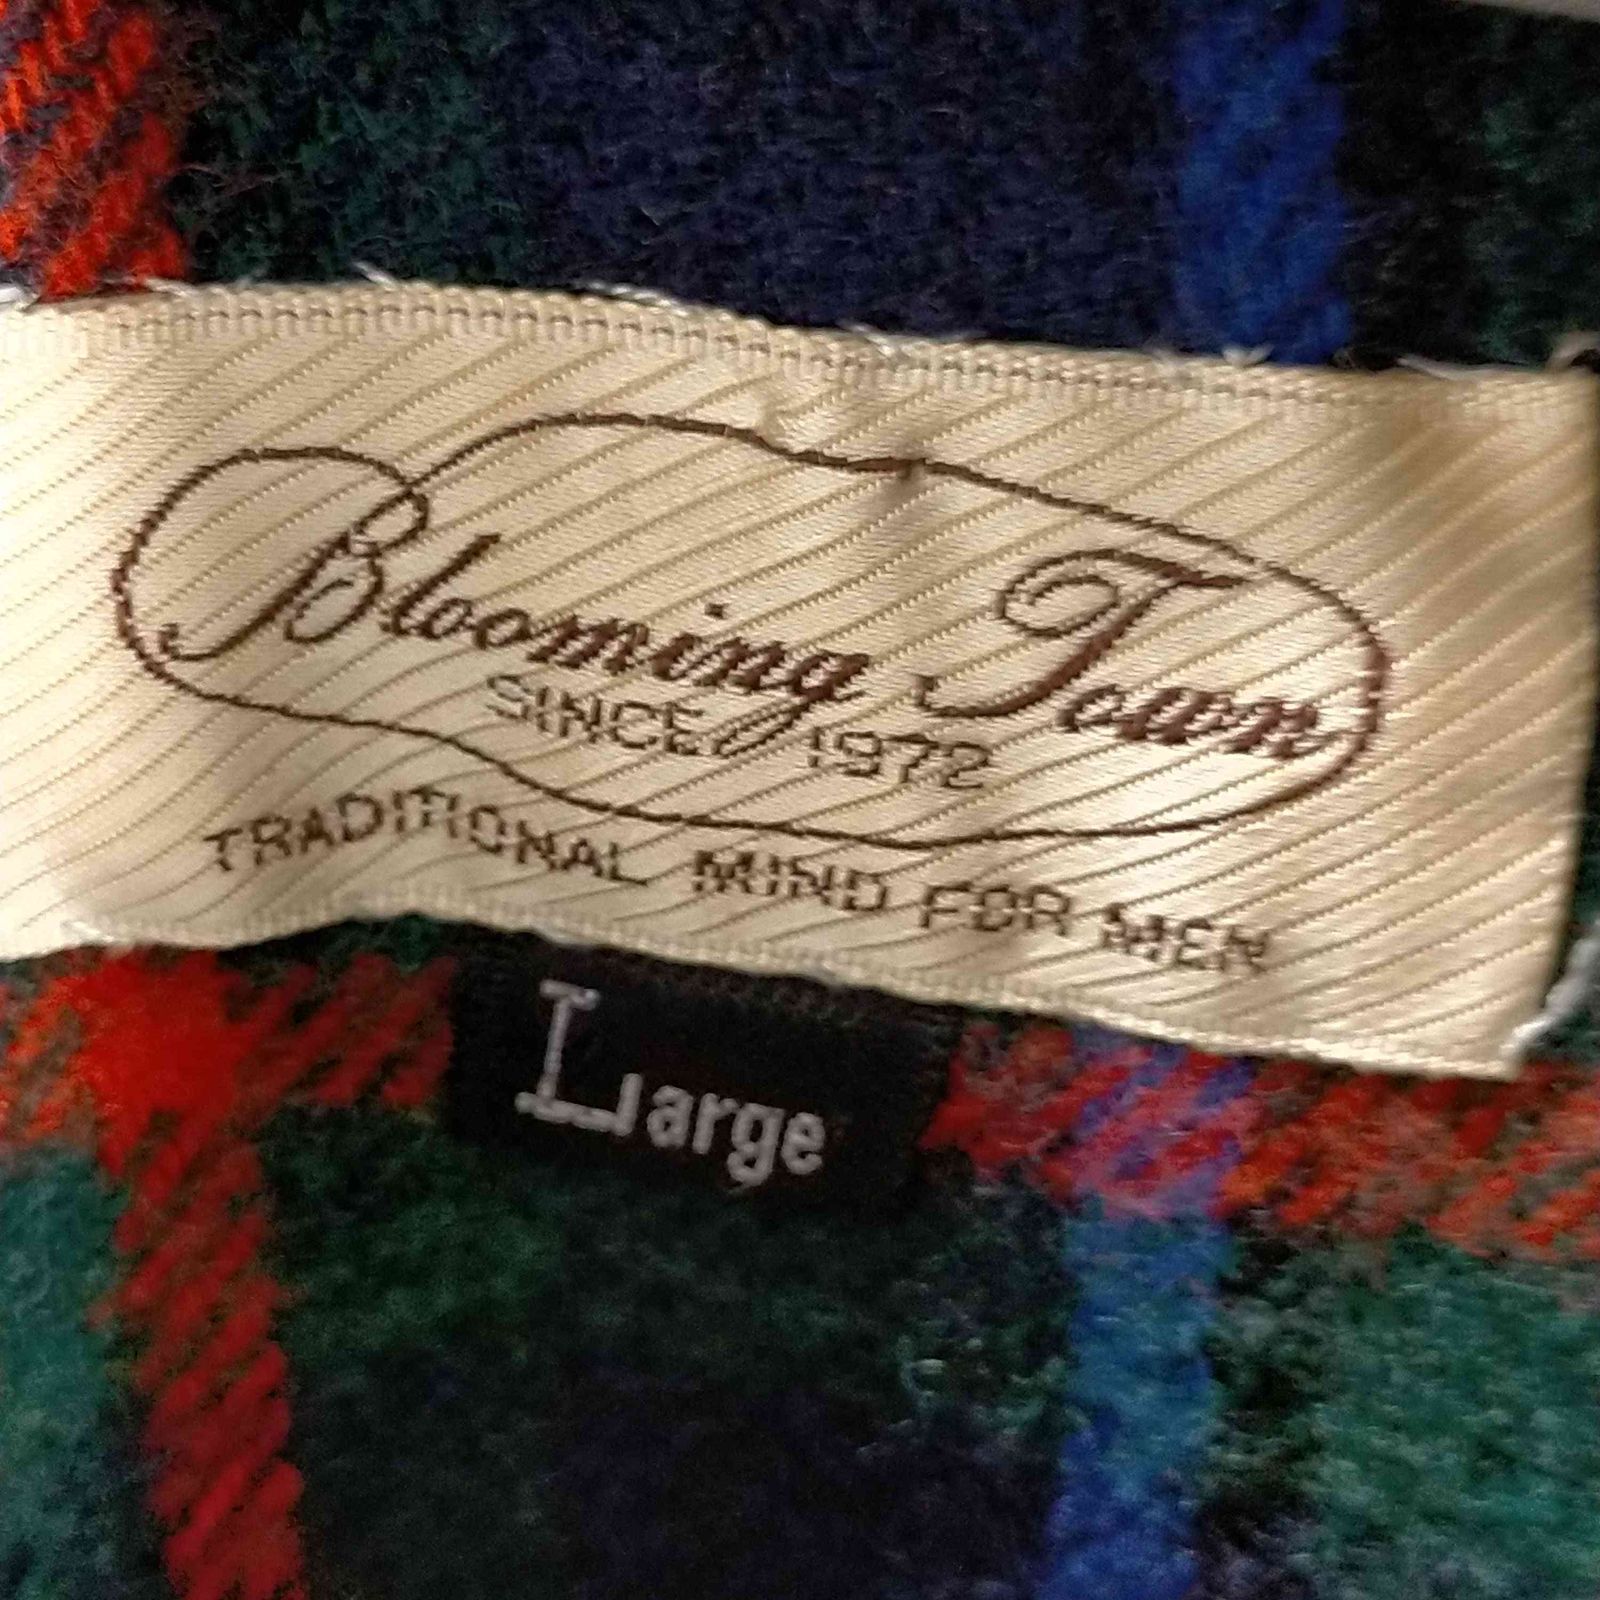 Blooming Town
SINCE 1972
TRADITIONAL MIND FOR MEN
Large